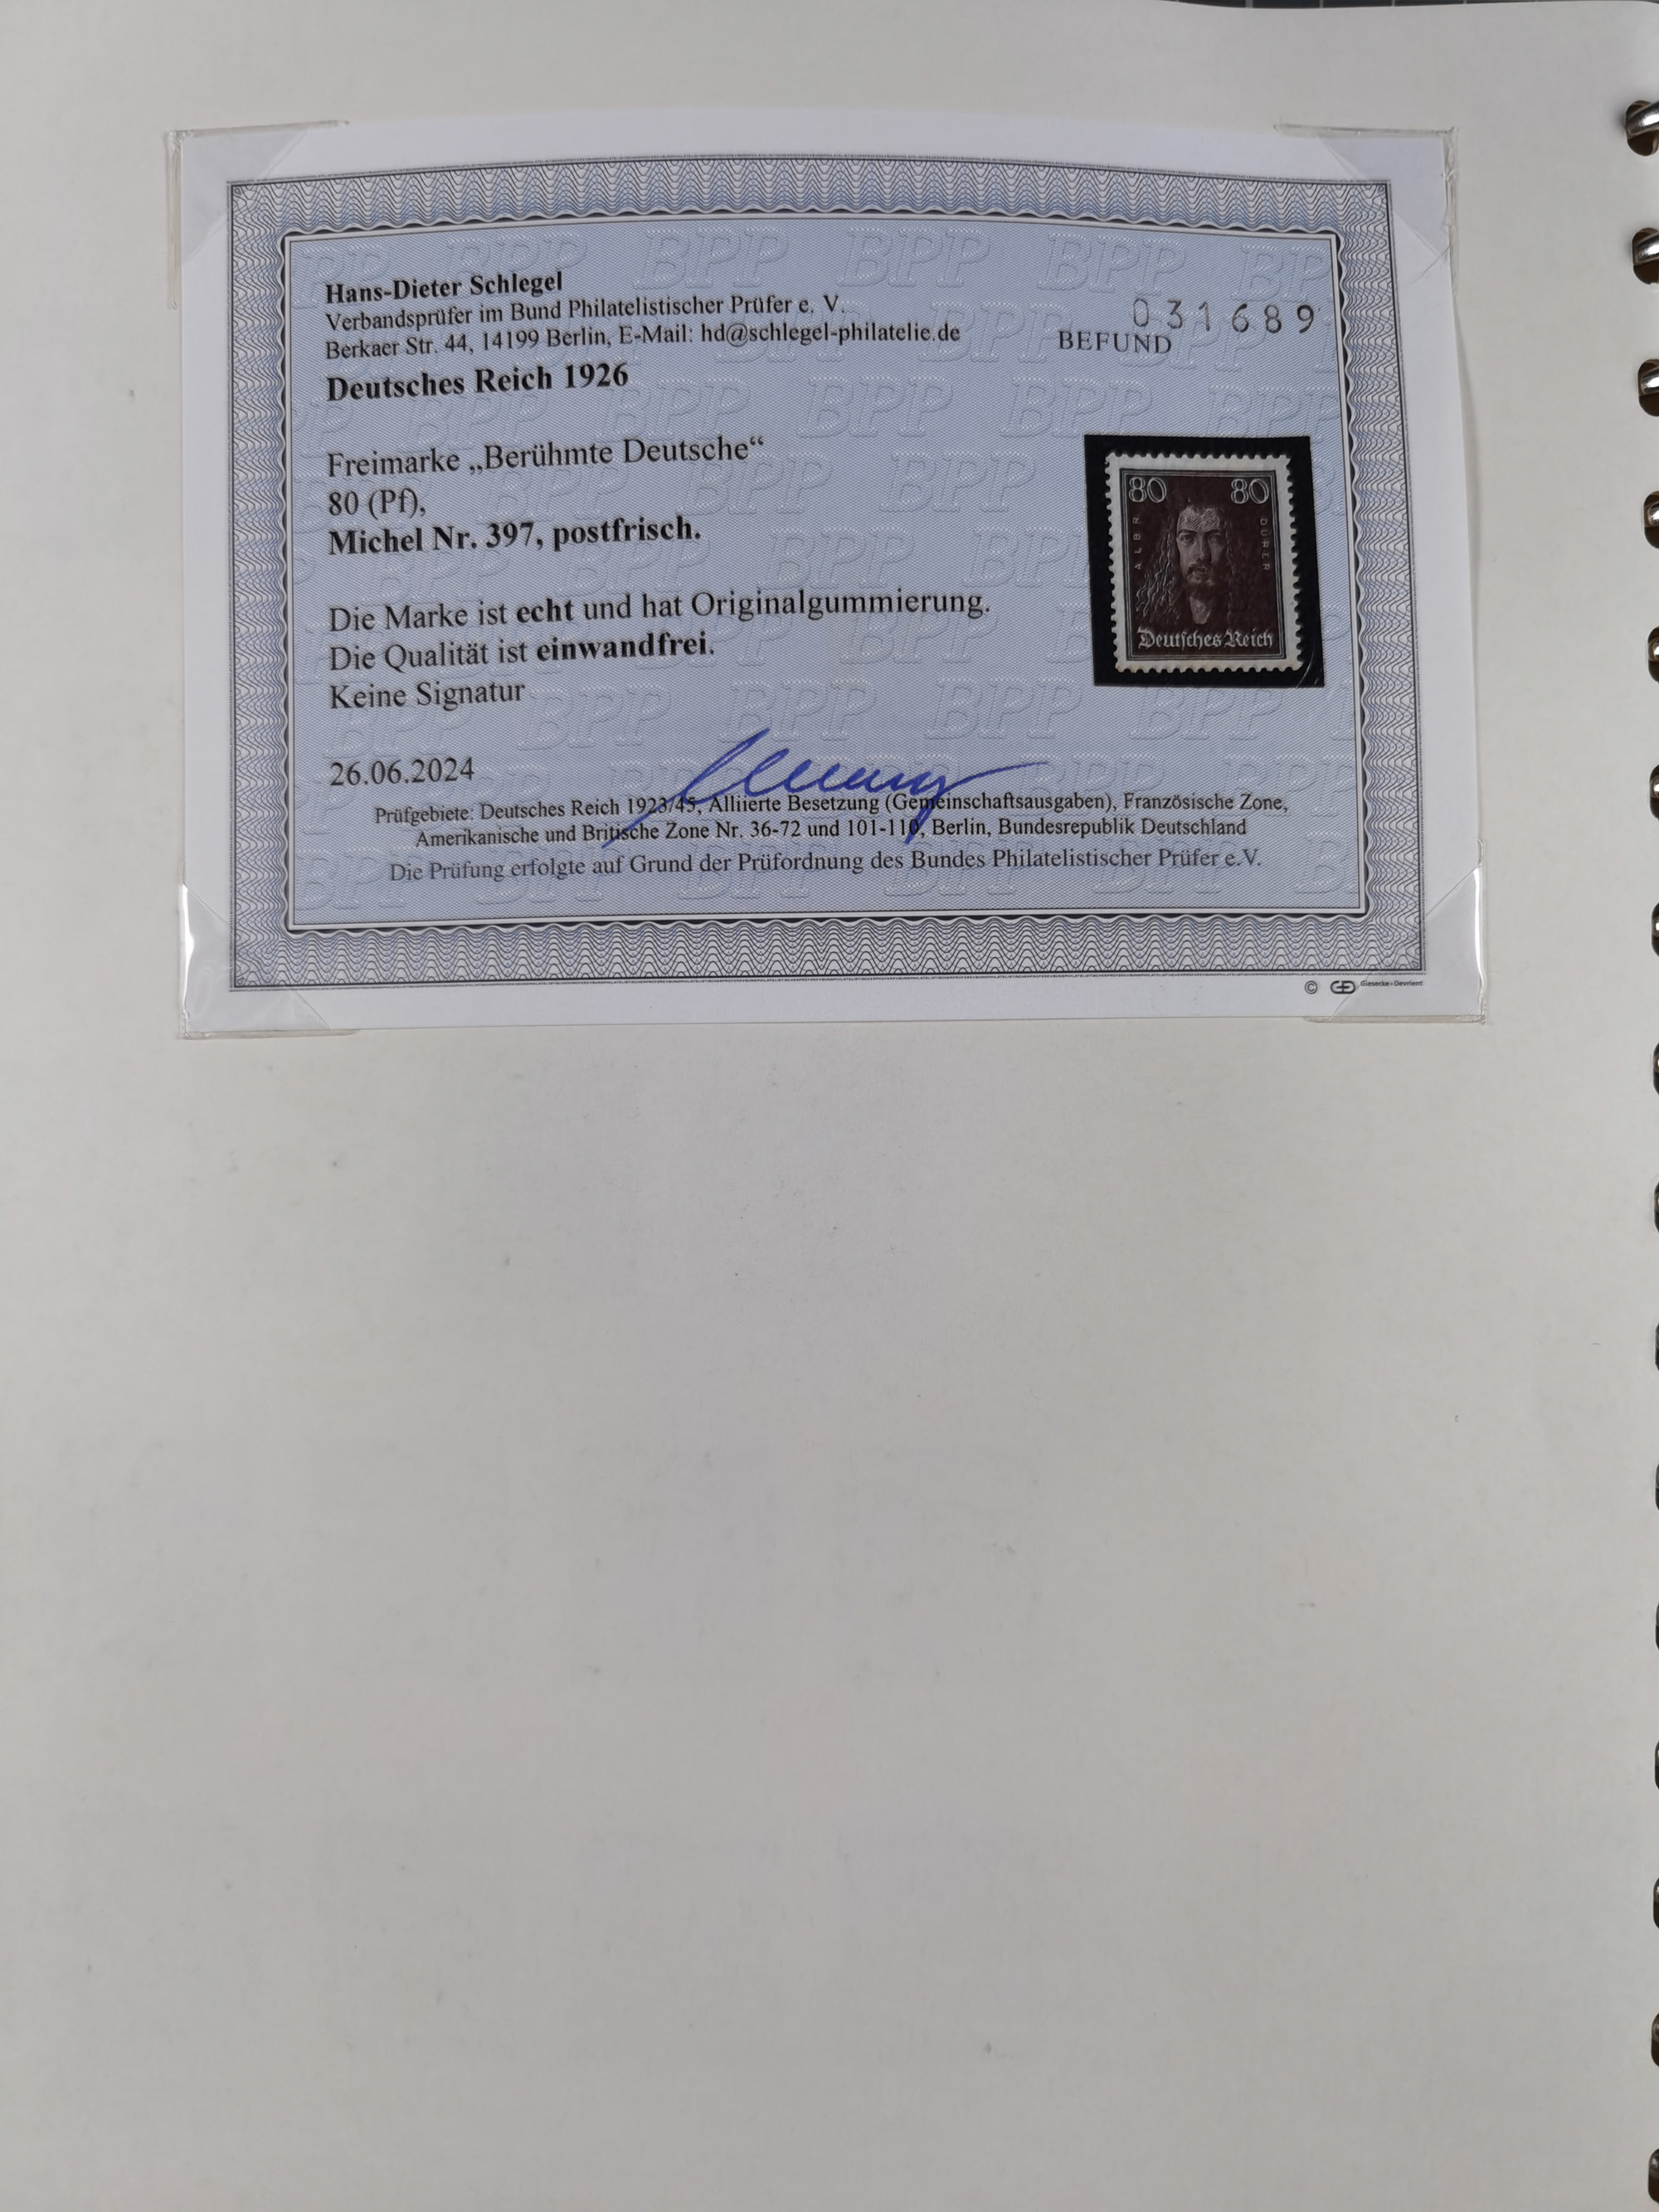 Hans-Dieter Schlegel
Verbandsprüfer im Bund Philatelistischer Prüfer e. V.
Berkaer Str. 44, 14199 Berlin, E-Mail: hd@schlegel-philatelie.de
031689
BEFUND
Deutsches Reich 1926
Freimarke „Berühmte Deutsche“
80 (Pf),
Michel Nr. 397, postfrisch.
80 80
ALBR. DÜRER
Deutsches Reich
Die Marke ist echt und hat Originalgummierung.
Die Qualität ist einwandfrei.
Keine Signatur
26.06.2024
Prüfgebiete: Deutsches Reich 1923/45, Alliierte Besetzung (Gemeinschaftsausgaben), Französische Zone,
Amerikanische und Britische Zone Nr. 36-72 und 101-110, Berlin, Bundesrepublik Deutschland
Die Prüfung erfolgte auf Grund der Prüfordnung des Bundes Philatelistischer Prüfer e.V.
© Giesecke+Devrient